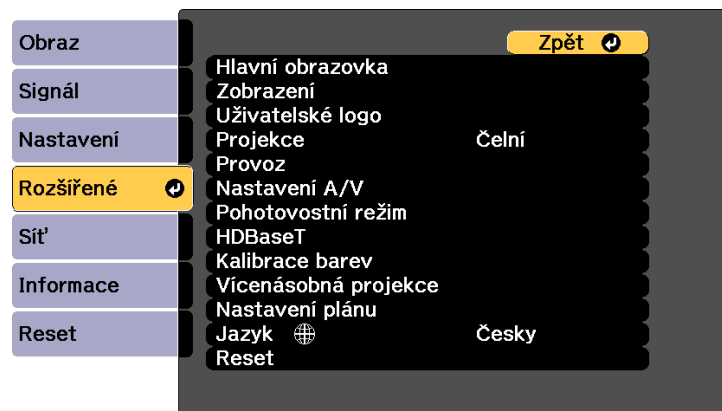 Obraz
Signál
Nastavení
Rozšířené
Síť
Informace
Reset
Zpět
Hlavní obrazovka
Zobrazení
Uživatelské logo
Projekce Čelní
Provoz
Nastavení A/V
Pohotovostní režim
HDBaseT
Kalibrace barev
Vícenásobná projekce
Nastavení plánu
Jazyk Česky
Reset